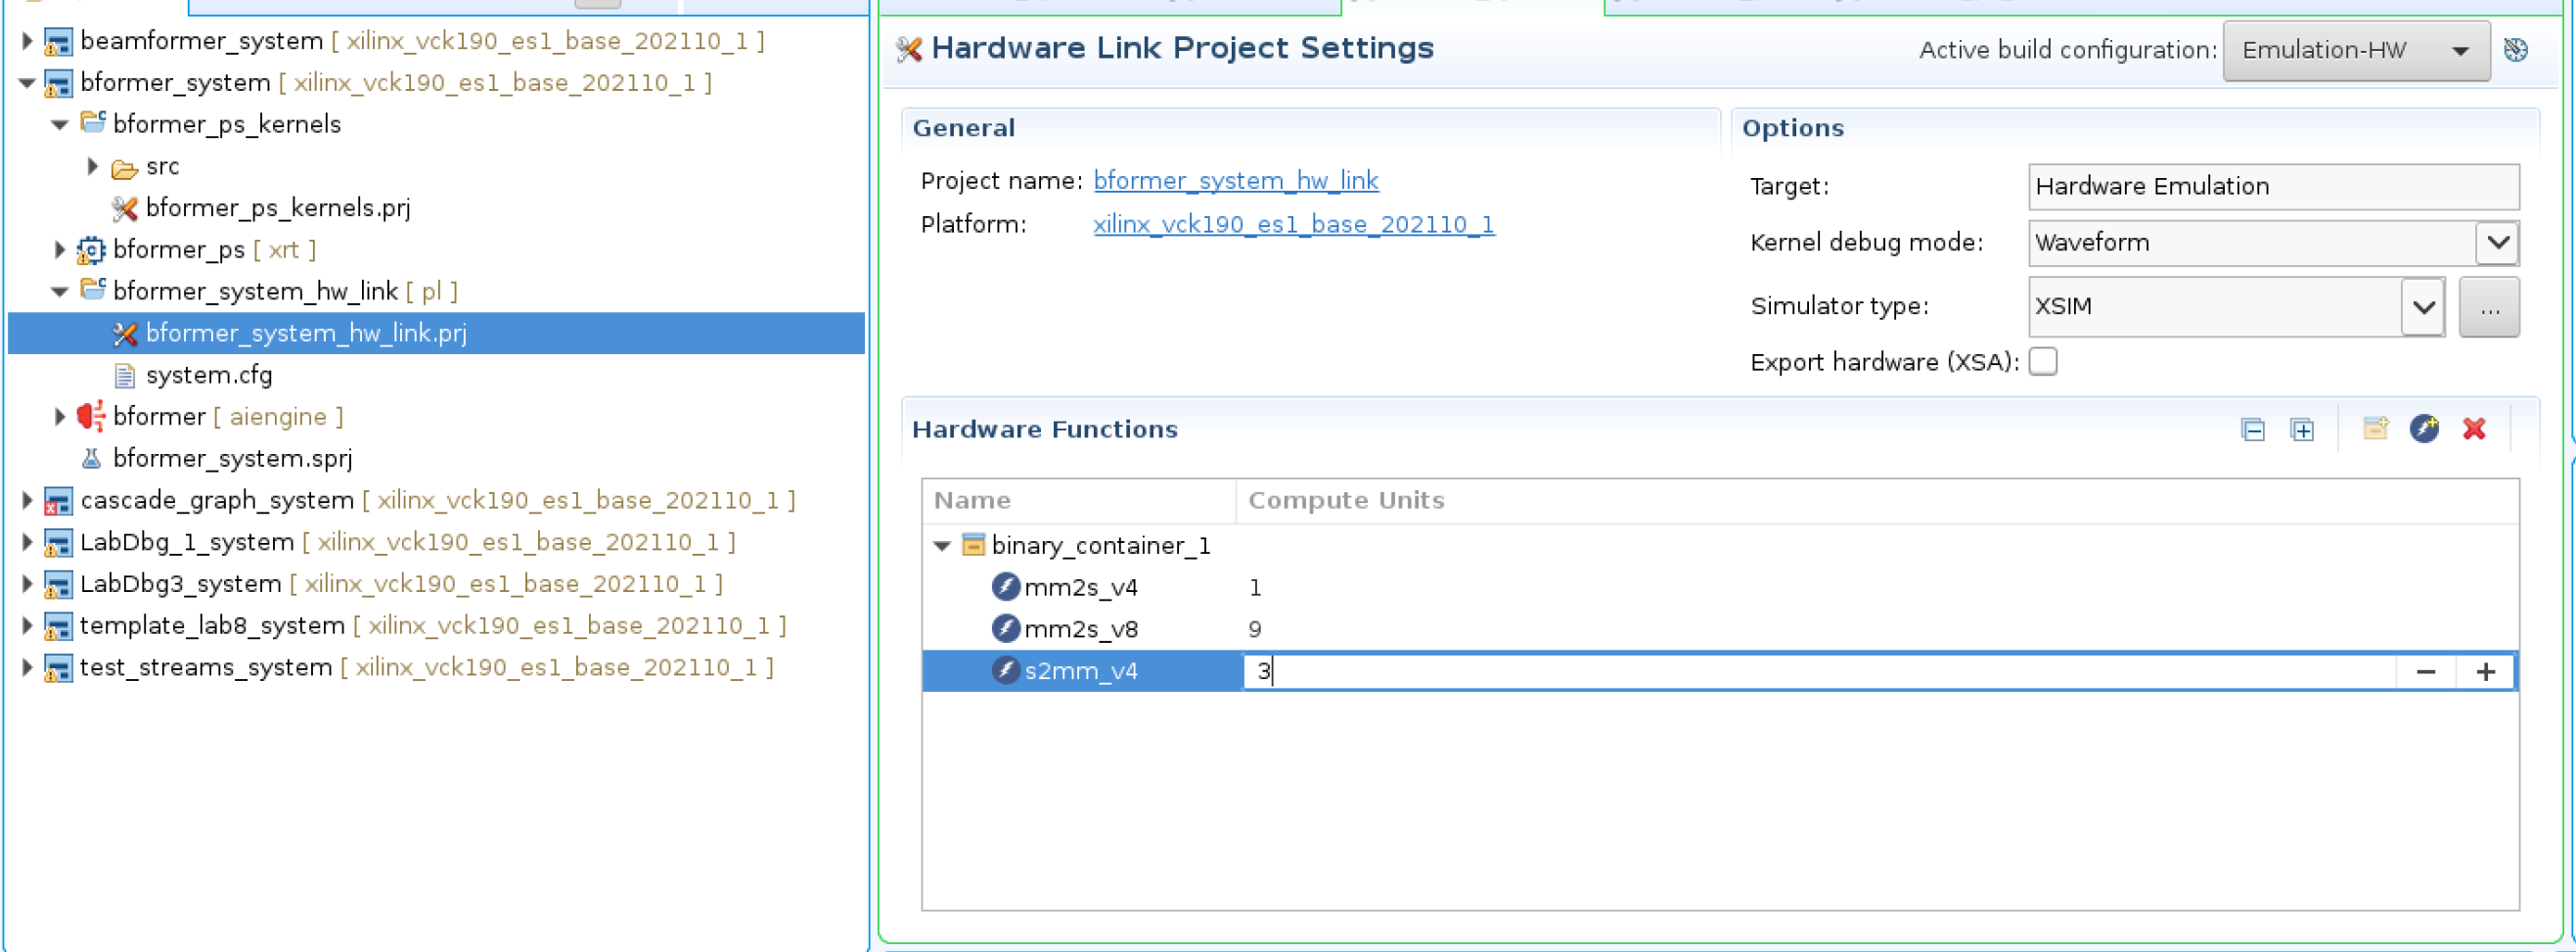 beamformer_system [ xilinx_vck190_es1_base_202110_1 ]
bformer_system [ xilinx_vck190_es1_base_202110_1 ]
bformer_ps_kernels
src
bformer_ps_kernels.prj
bformer_ps [ xrt ]
bformer_system_hw_link [ pl ]
bformer_system_hw_link.prj
system.cfg
bformer [ aiengine ]
bformer_system.sprj
cascade_graph_system [ xilinx_vck190_es1_base_202110_1 ]
LabDbg_1_system [ xilinx_vck190_es1_base_202110_1 ]
LabDbg3_system [ xilinx_vck190_es1_base_202110_1 ]
template_lab8_system [ xilinx_vck190_es1_base_202110_1 ]
test_streams_system [ xilinx_vck190_es1_base_202110_1 ]
Hardware Link Project Settings
Active build configuration: Emulation-HW
General
Project name: bformer_system_hw_link
Platform: xilinx_vck190_es1_base_202110_1
Options
Target: Hardware Emulation
Kernel debug mode: Waveform
Simulator type: XSIM ...
Export hardware (XSA):
Hardware Functions
Name Compute Units
binary_container_1
mm2s_v4 1
mm2s_v8 9
s2mm_v4 3 − +